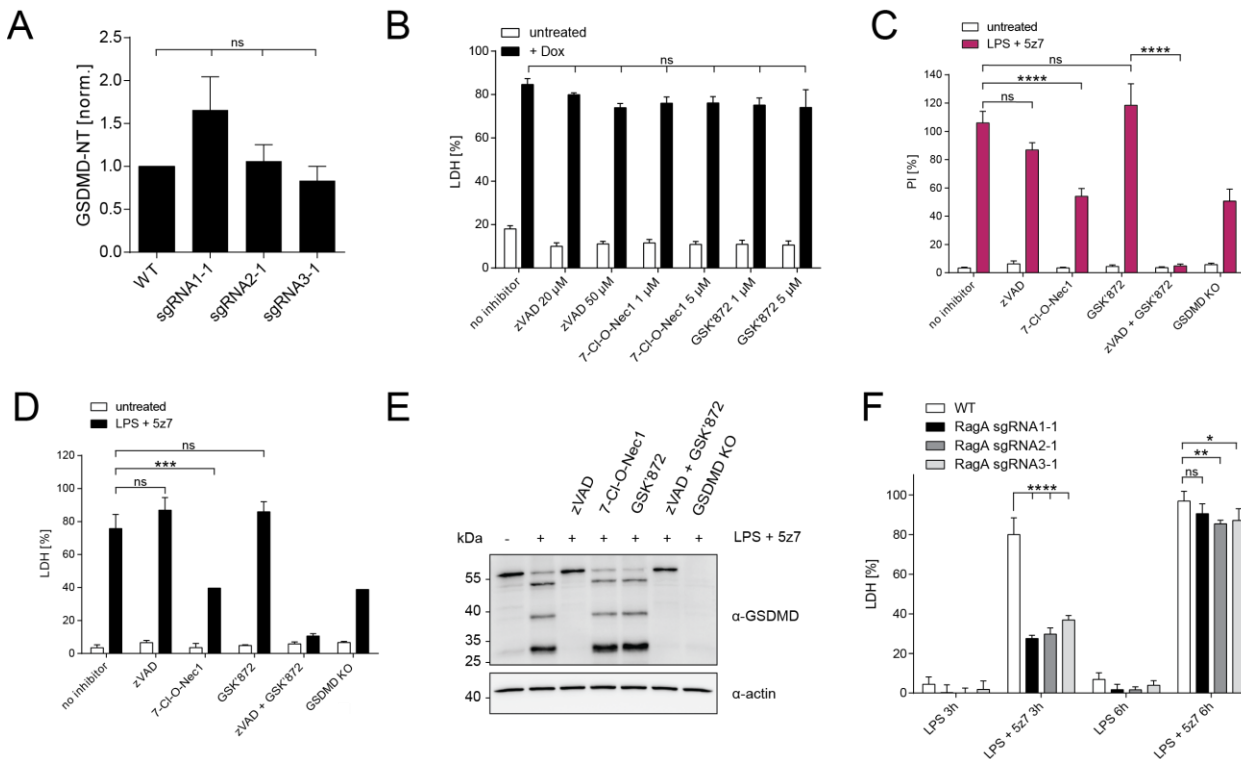 A
GSDMD-NT [norm.]
2.5
2.0
1.5
1.0
0.5
0.0
ns
WT
sgRNA1-1
sgRNA2-1
sgRNA3-1
B
untreated
+ Dox
LDH [%]
100
80
60
40
20
0
ns
no inhibitor
zVAD 20 µM
zVAD 50 µM
7-Cl-O-Nec1 1 µM
7-Cl-O-Nec1 5 µM
GSK'872 1 µM
GSK'872 5 µM
C
untreated
LPS + 5z7
PI [%]
140
120
100
80
60
40
20
0
ns
****
****
ns
no inhibitor
zVAD
7-Cl-O-Nec1
GSK'872
zVAD + GSK'872
GSDMD KO
D
untreated
LPS + 5z7
LDH [%]
120
100
80
60
40
20
0
ns
***
ns
no inhibitor
zVAD
7-Cl-O-Nec1
GSK'872
zVAD + GSK'872
GSDMD KO
E
zVAD
7-Cl-O-Nec1
GSK'872
zVAD + GSK'872
GSDMD KO
kDa - + + + + + + LPS + 5z7
55
40
35
25
α-GSDMD
40
α-actin
F
WT
RagA sgRNA1-1
RagA sgRNA2-1
RagA sgRNA3-1
LDH [%]
100
80
60
40
20
0
****
*
**
ns
LPS 3h
LPS + 5z7 3h
LPS 6h
LPS + 5z7 6h